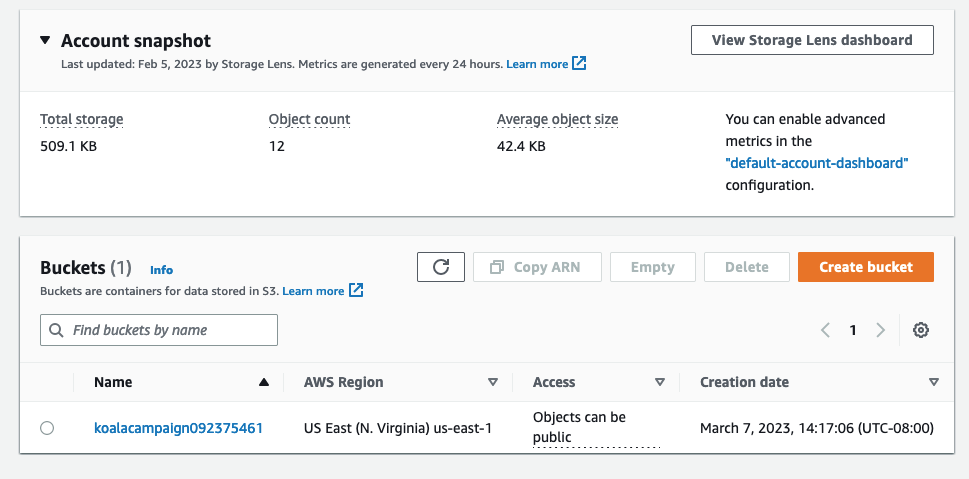 Account snapshot
View Storage Lens dashboard
Last updated: Feb 5, 2023 by Storage Lens. Metrics are generated every 24 hours. Learn more
Total storage
509.1 KB
Object count
12
Average object size
42.4 KB
You can enable advanced
metrics in the
"default-account-dashboard"
configuration.
Buckets (1) Info
Buckets are containers for data stored in S3. Learn more
Copy ARN
Empty
Delete
Create bucket
Find buckets by name
1
Name
AWS Region
Access
Creation date
koalacampaign092375461
US East (N. Virginia) us-east-1
Objects can be
public
March 7, 2023, 14:17:06 (UTC-08:00)